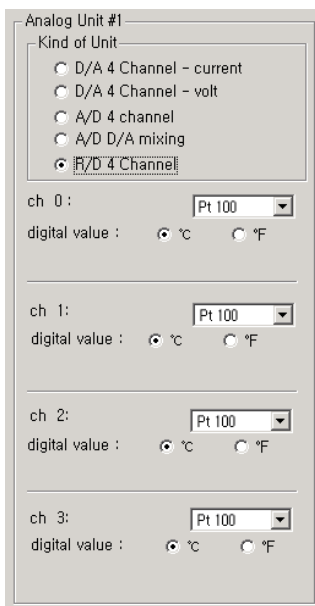 Analog Unit #1
Kind of Unit
D/A 4 Channel - current
D/A 4 Channel - volt
A/D 4 channel
A/D D/A mixing
R/D 4 Channel
ch 0 : Pt 100
digital value : ℃ ℉
ch 1: Pt 100
digital value : ℃ ℉
ch 2: Pt 100
digital value : ℃ ℉
ch 3: Pt 100
digital value : ℃ ℉